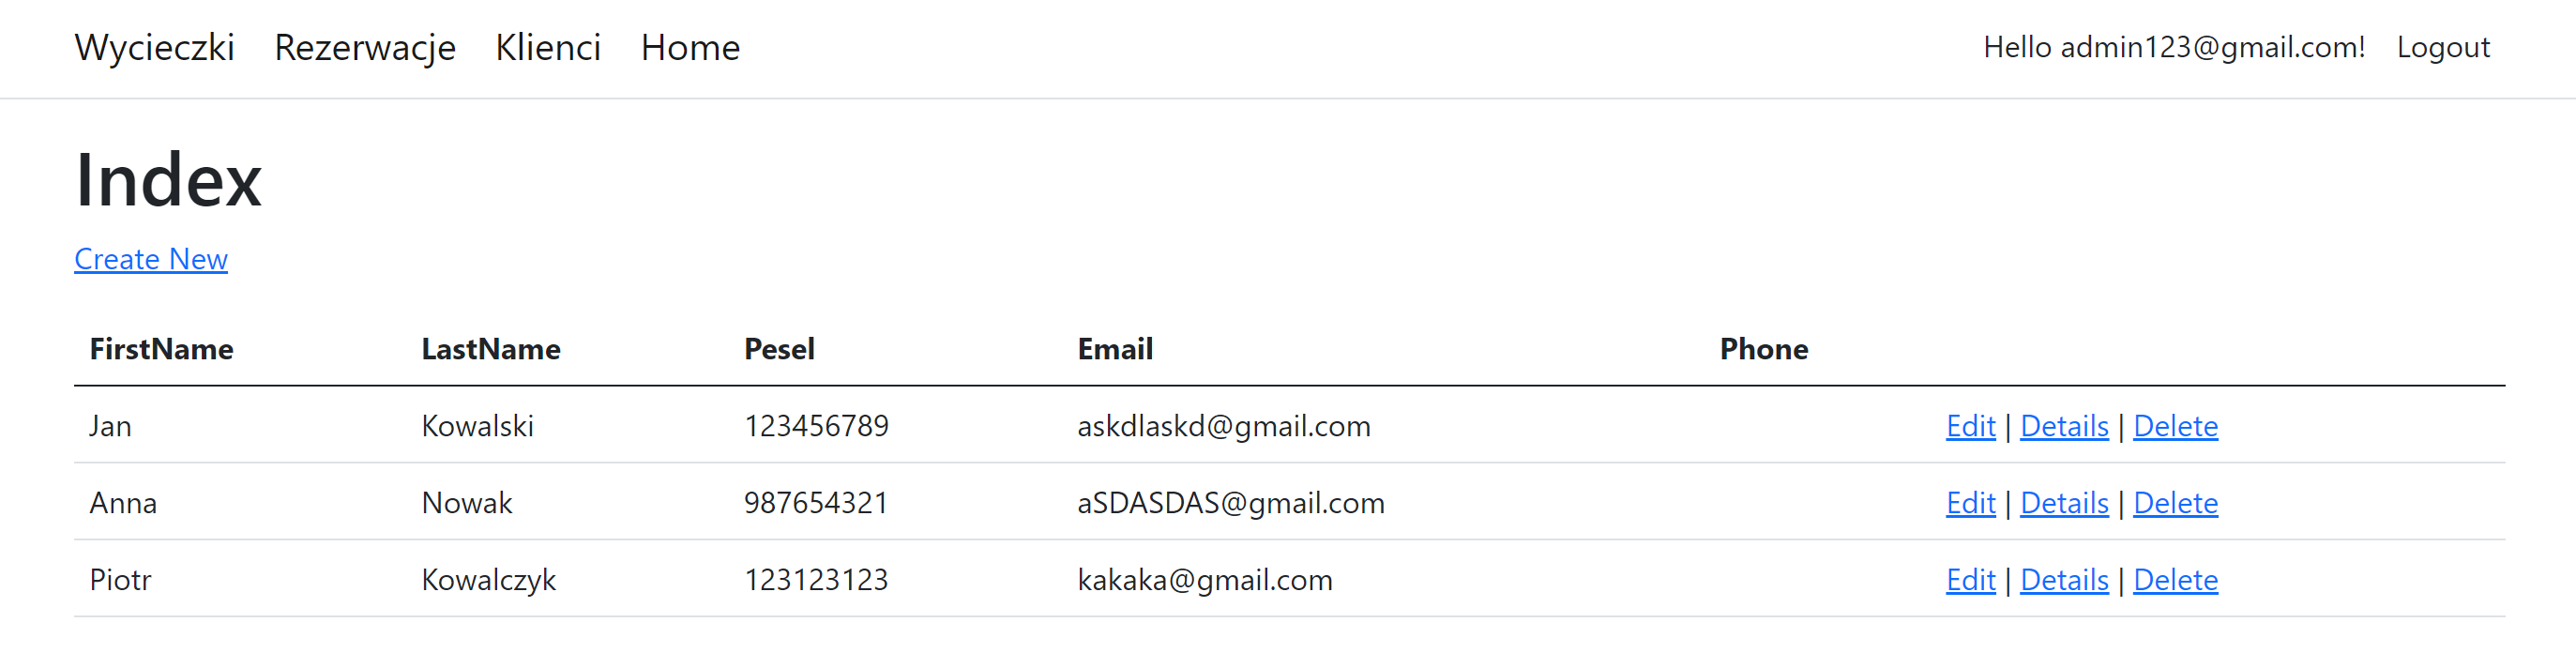 Wycieczki Rezerwacje Klienci Home Hello admin123@gmail.com! Logout
Index
Create New
FirstName LastName Pesel Email Phone
Jan Kowalski 123456789 askdlaskd@gmail.com Edit | Details | Delete
Anna Nowak 987654321 aSDASDAS@gmail.com Edit | Details | Delete
Piotr Kowalczyk 123123123 kakaka@gmail.com Edit | Details | Delete